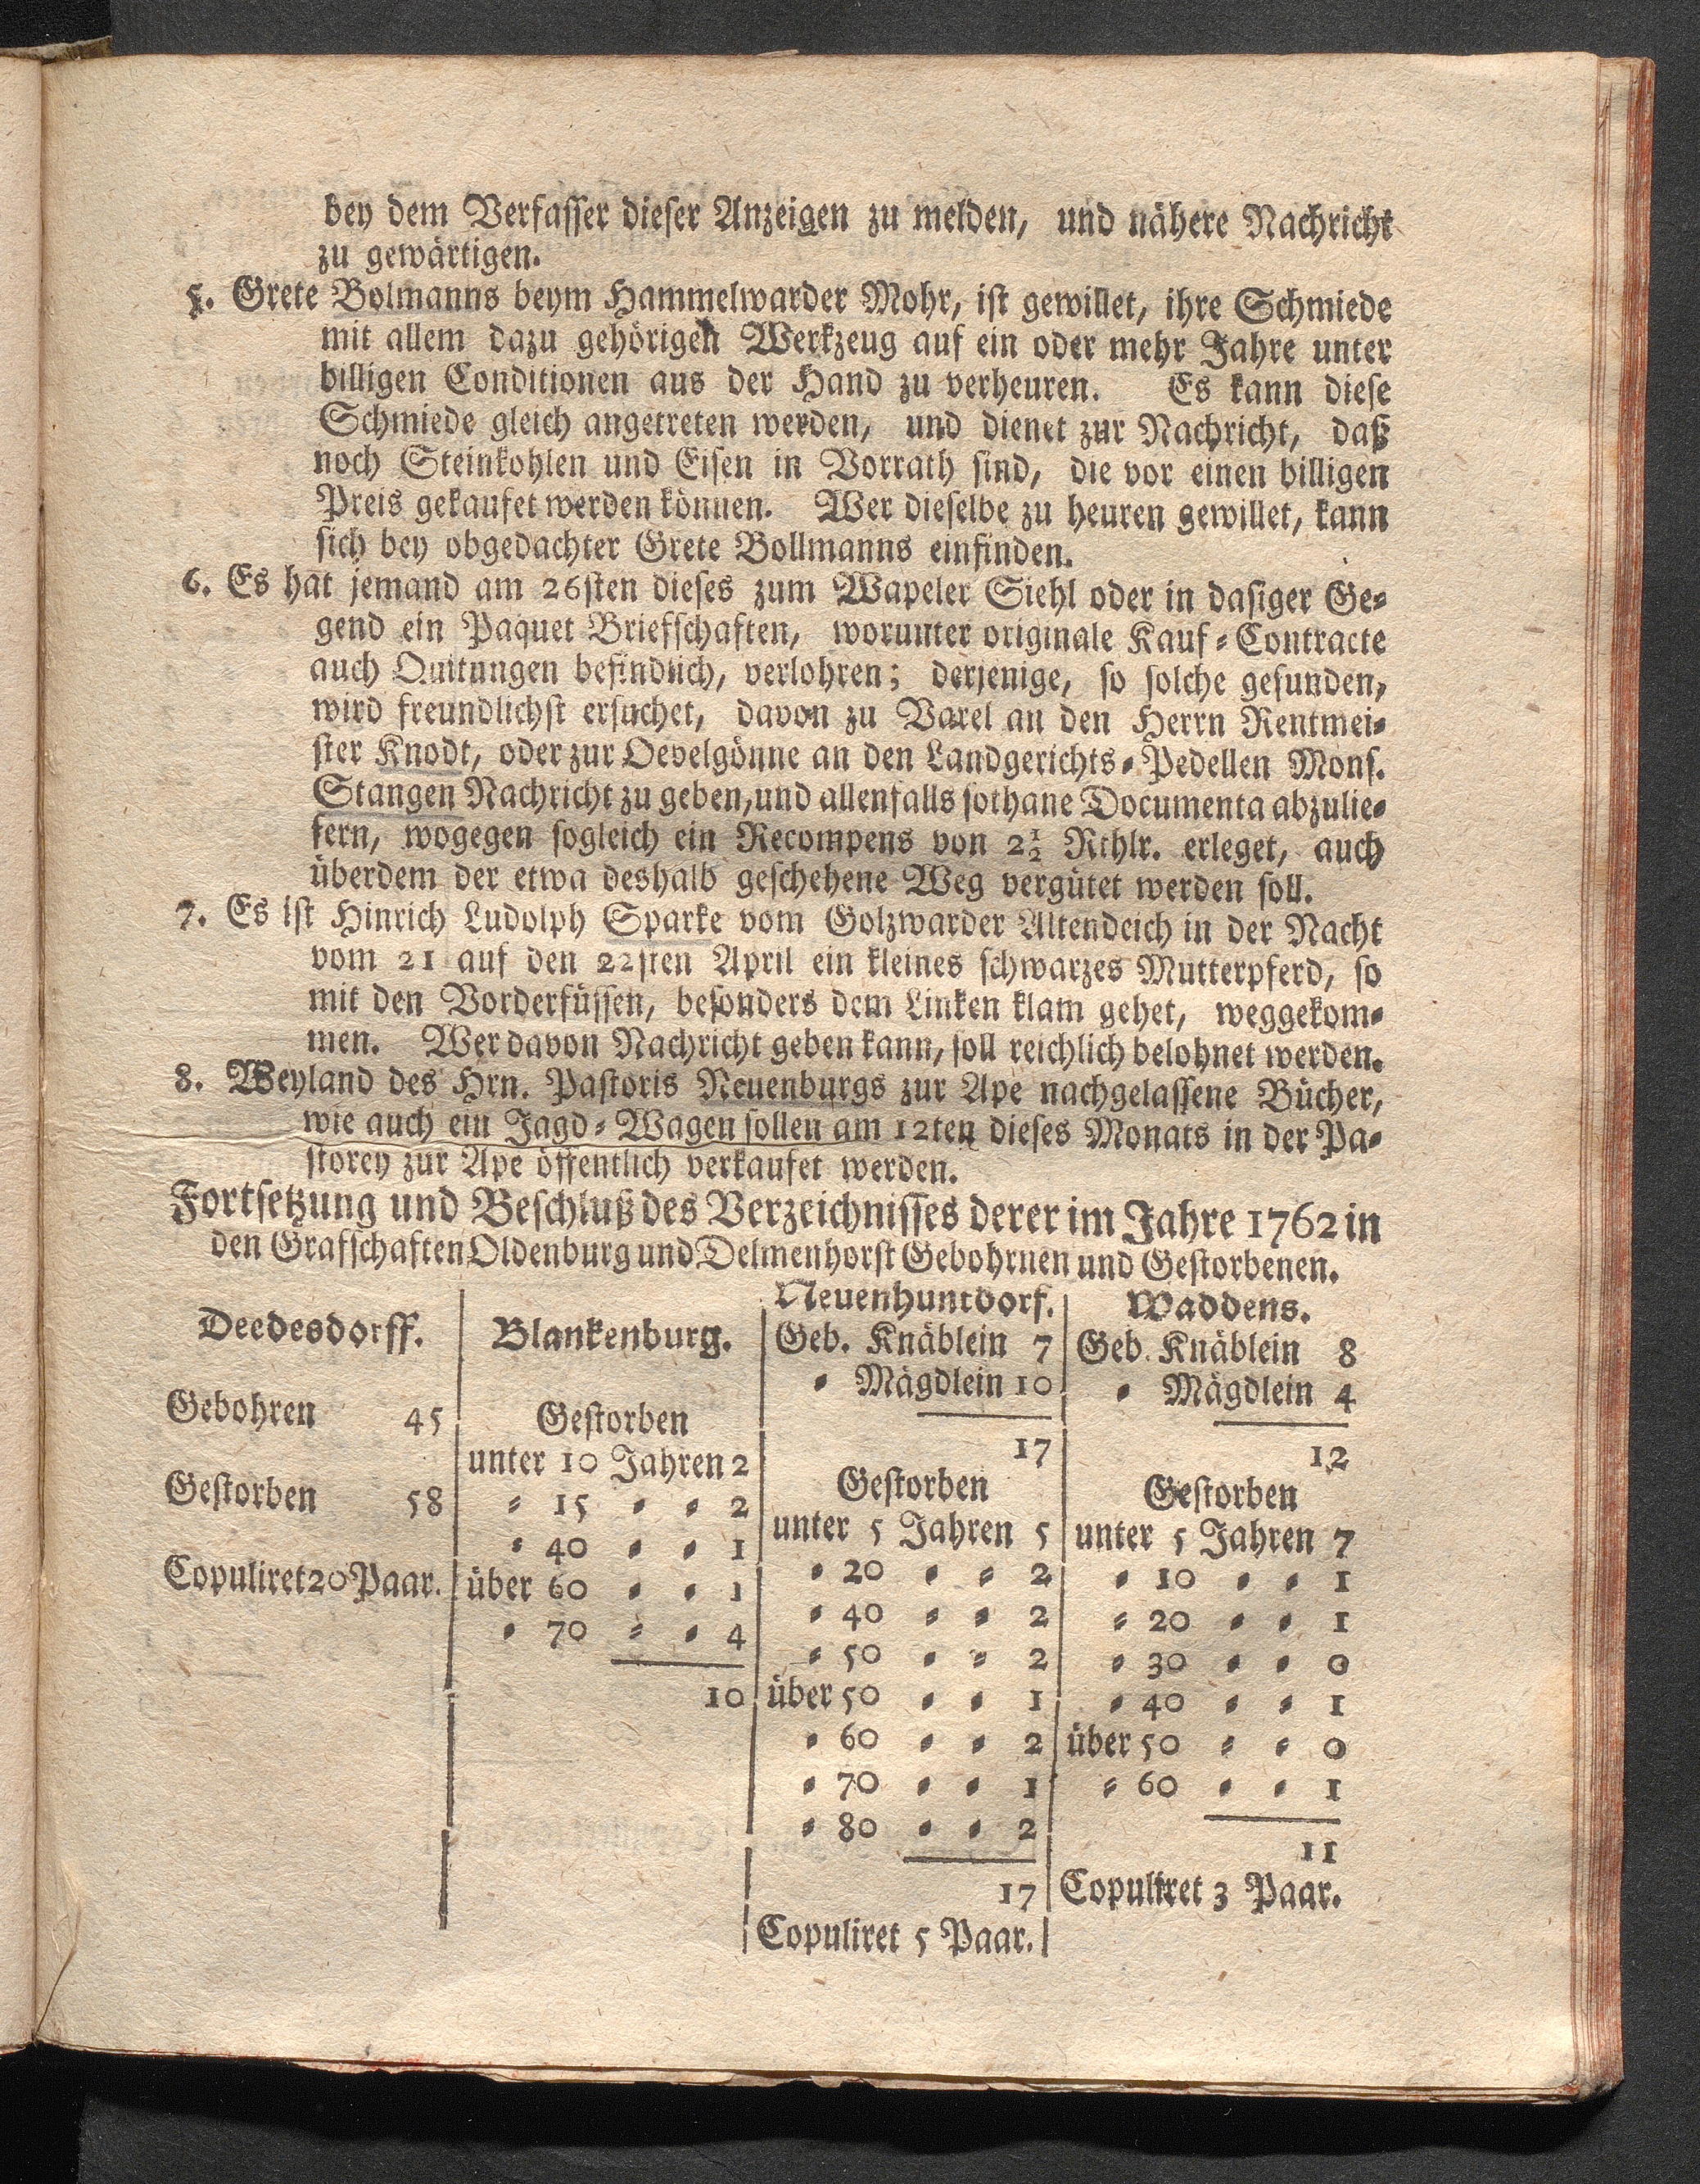 bey dem Verfasser dieser Anzeigen zu melden, und nähere Nachricht
zu gewärtigen.
5. Grete Bolmanns beym Hammelwarder Mohr, ist gewillet, ihre Schmiede
mit allem dazu gehörigen Werkzeug auf ein oder mehr Jahre unter
billigen Conditionen aus der Hand zu verheuren. Es kann diese
Schmiede gleich angetreten werden, und dienet zur Nachricht, daß
noch Steinkohlen und Eisen in Vorrath sind, die vor einen billigen
Preis gekaufet werden können. Wer dieselbe zu heuren gewillet, kann
sich bey obgedachter Grete Bollmanns einfinden.
6. Es hat jemand am 26sten dieses zum Wapeler Siehl oder in dasiger Ge-
gend ein Paquet Briefschaften, worunter originale Kauf-Contracte
auch Quitungen befindlich, verlohren; derjenige, so solche gefunden,
wird freundlichst ersuchet, davon zu Varel an den Herrn Rentmei-
ster Knodt, oder zur Oevelgönne an den Landgerichts-Pedellen Mons.
Stangen Nachricht zu geben, und allenfalls sothane Documenta abzulie-
fern, wogegen sogleich ein Recompens von 2½ Rthlr. erleget, auch
überdem der etwa deshalb geschehene Weg vergütet werden soll.
7. Es ist Hinrich Ludolph Sparke vom Golzwarder Altendeich in der Nacht
vom 21 auf den 22sten April ein kleines schwarzes Mutterpferd, so
mit den Vorderfüssen, besonders dem Linken klam gehet, weggekom-
men. Wer davon Nachricht geben kann, soll reichlich belohnet werden.
8. Weyland des Hrn. Pastoris Neuenburgs zur Ape nachgelassene Bücher,
wie auch ein Jagd-Wagen sollen am 12ten dieses Monats in der Pa-
storey zur Ape öffentlich verkaufet werden.
Fortsetzung und Beschluß des Verzeichnisses derer im Jahre 1762 in
den Grafschaften Oldenburg und Delmenhorst Gebohrnen und Gestorbenen.
Deedesdorff.
Gebohren 45
Gestorben 58
Copuliret 20 Paar.
Blankenburg.
Gestorben
unter 10 Jahren 2
= 15 = = 2
= 40 = = 1
über 60 = = 1
= 70 = = 4
10
Neuenhuntdorf.
Geb. Knäblein 7
= Mägdlein 10
17
Gestorben
unter 5 Jahren 5
= 20 = = 2
= 40 = = 2
= 50 = = 2
über 50 = = 1
= 60 = = 2
= 70 = = 1
= 80 = = 2
17
Copuliret 5 Paar.
Waddens.
Geb. Knäblein 8
= Mägdlein 4
12
Gestorben
unter 5 Jahren 7
= 10 = = 1
= 20 = = 1
= 30 = = 0
= 40 = = 1
über 50 = = 0
= 60 = = 1
11
Copuliret 3 Paar.